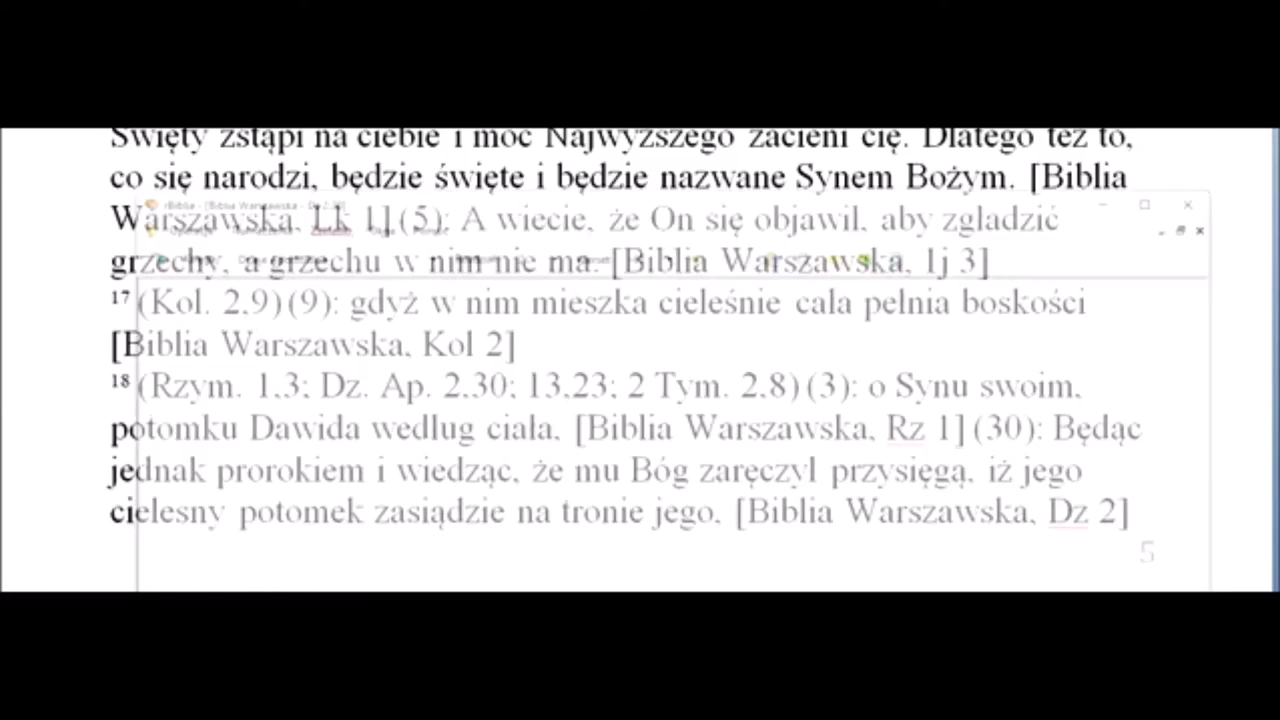 Święty zstąpi na ciebie i moc Najwyższego zacieni cię. Dlatego też to,
co się narodzi, będzie święte i będzie nazwane Synem Bożym. [Biblia
Warszawska, Lk 1] (5): A wiecie, że On się objawił, aby zgładzić
grzechy, a grzechu w nim nie ma. [Biblia Warszawska, 1j 3]
17 (Kol. 2,9) (9): gdyż w nim mieszka cieleśnie cała pełnia boskości
[Biblia Warszawska, Kol 2]
18 (Rzym. 1,3; Dz. Ap. 2,30; 13,23; 2 Tym. 2,8) (3): o Synu swoim,
potomku Dawida według ciała, [Biblia Warszawska, Rz 1] (30): Będąc
jednak prorokiem i wiedząc, że mu Bóg zaręczył przysięgą, iż jego
cielesny potomek zasiądzie na tronie jego, [Biblia Warszawska, Dz 2]
5